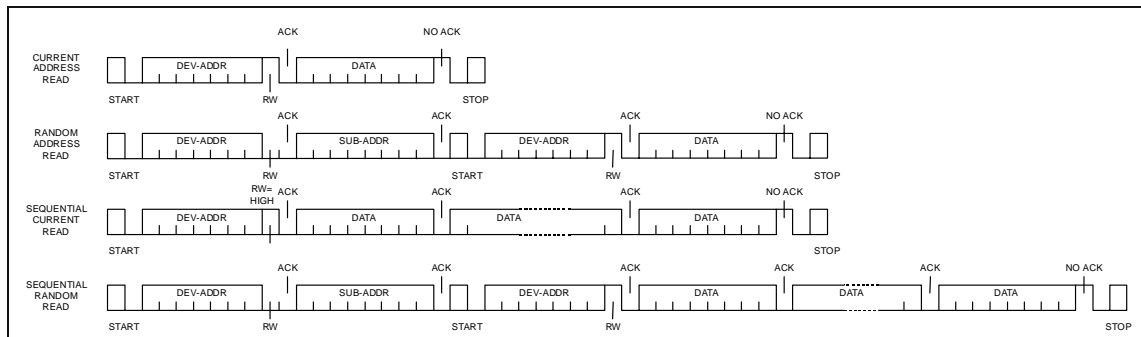 ACK NO ACK
CURRENT
ADDRESS
READ
DEV-ADDR DATA
START RW STOP
ACK ACK ACK NO ACK
RANDOM
ADDRESS
READ
DEV-ADDR SUB-ADDR DEV-ADDR DATA
START RW START RW STOP
RW=
HIGH
ACK ACK ACK NO ACK
SEQUENTIAL
CURRENT
READ
DEV-ADDR DATA DATA DATA
START STOP
ACK ACK ACK ACK ACK NO ACK
SEQUENTIAL
RANDOM
READ
DEV-ADDR SUB-ADDR DEV-ADDR DATA DATA DATA
START RW START RW STOP